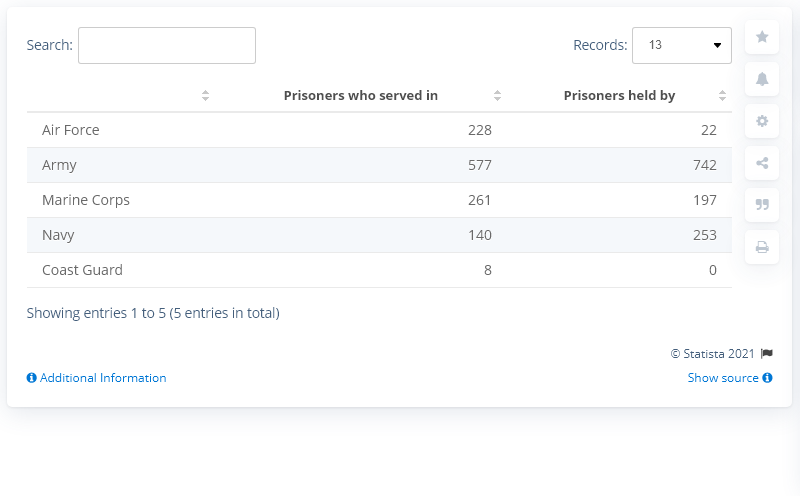 Search:
Records: 13
Prisoners who served in Prisoners held by
Air Force 228 22
Army 577 742
Marine Corps 261 197
Navy 140 253
Coast Guard 8 0
Showing entries 1 to 5 (5 entries in total)
© Statista 2021
Additional Information Show source